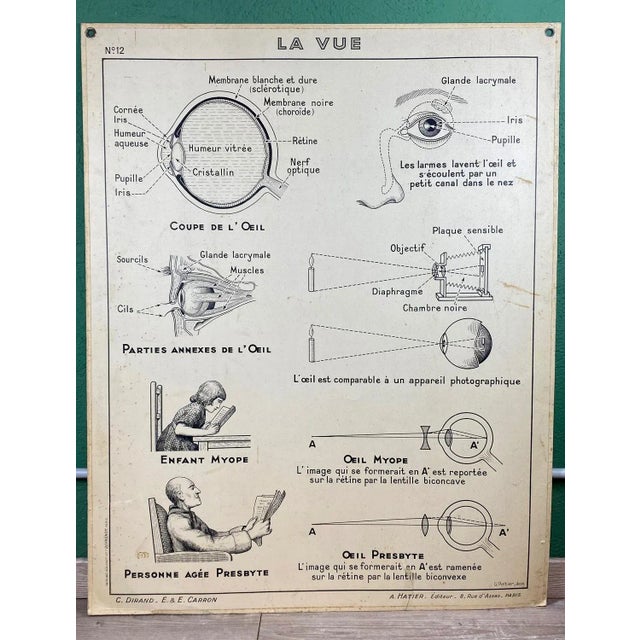 LA VUE
No12
Membrane blanche et dure
(sclérotique)
Membrane noire
(choroïde)
Cornée
Iris
Humeur
aqueuse
Rétine
Humeur vitrée
Cristallin
Nerf
optique
Pupille
Iris
COUPE DE L'OEIL
Glande lacrymale
Iris
Pupille
Les larmes lavent l'œil et
s'écoulent par un
petit canal dans le nez
Sourcils
Glande lacrymale
Muscles
Cils
PARTIES ANNEXES DE L'OEIL
Plaque sensible
Objectif
Diaphragme
Chambre noire
L'œil est comparable à un appareil photographique
ENFANT MYOPE
A
A'
OEIL MYOPE
L'image qui se formerait en A' est reportée
sur la rétine par la lentille biconcave
PERSONNE AGÉE PRESBYTE
A
A'
OEIL PRESBYTE
L'image qui se formerait en A' est ramenée
sur la rétine par la lentille biconvexe
C. DIRAND_ E. & E. CARRON
A. HATIER_ Editeur_ 8, Rue d'Assas_ PARIS